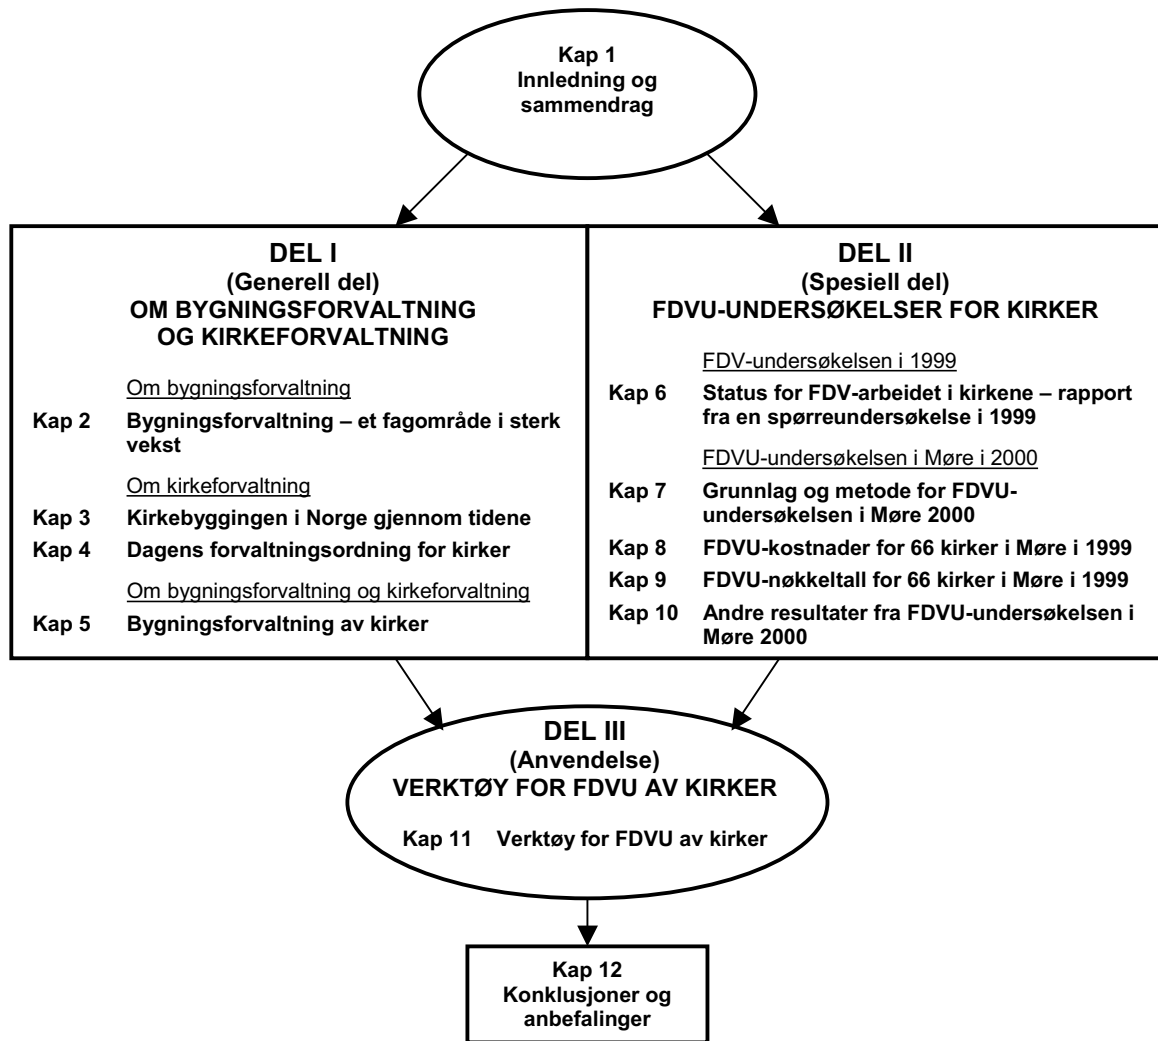 Kap 1
Innledning og
sammendrag
DEL I
(Generell del)
OM BYGNINGSFORVALTNING
OG KIRKEFORVALTNING
Om bygningsforvaltning
Kap 2 Bygningsforvaltning – et fagområde i sterk
vekst
Om kirkeforvaltning
Kap 3 Kirkebyggingen i Norge gjennom tidene
Kap 4 Dagens forvaltningsordning for kirker
Om bygningsforvaltning og kirkeforvaltning
Kap 5 Bygningsforvaltning av kirker
DEL II
(Spesiell del)
FDVU-UNDERSØKELSER FOR KIRKER
FDV-undersøkelsen i 1999
Kap 6 Status for FDV-arbeidet i kirkene – rapport
fra en spørreundersøkelse i 1999
FDVU-undersøkelsen i Møre i 2000
Kap 7 Grunnlag og metode for FDVU-
undersøkelsen i Møre 2000
Kap 8 FDVU-kostnader for 66 kirker i Møre i 1999
Kap 9 FDVU-nøkkeltall for 66 kirker i Møre i 1999
Kap 10 Andre resultater fra FDVU-undersøkelsen i
Møre 2000
DEL III
(Anvendelse)
VERKTØY FOR FDVU AV KIRKER
Kap 11 Verktøy for FDVU av kirker
Kap 12
Konklusjoner og
anbefalinger